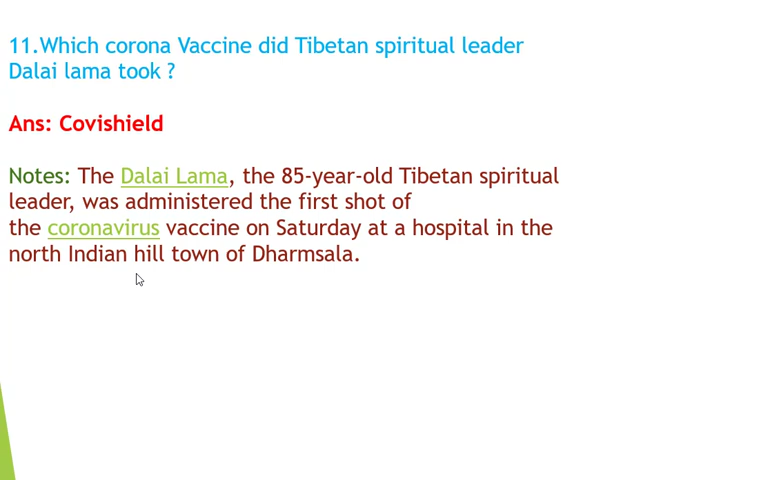 11.Which corona Vaccine did Tibetan spiritual leader
Dalai lama took ?
Ans: Covishield
Notes: The Dalai Lama, the 85-year-old Tibetan spiritual
leader, was administered the first shot of
the coronavirus vaccine on Saturday at a hospital in the
north Indian hill town of Dharmsala.